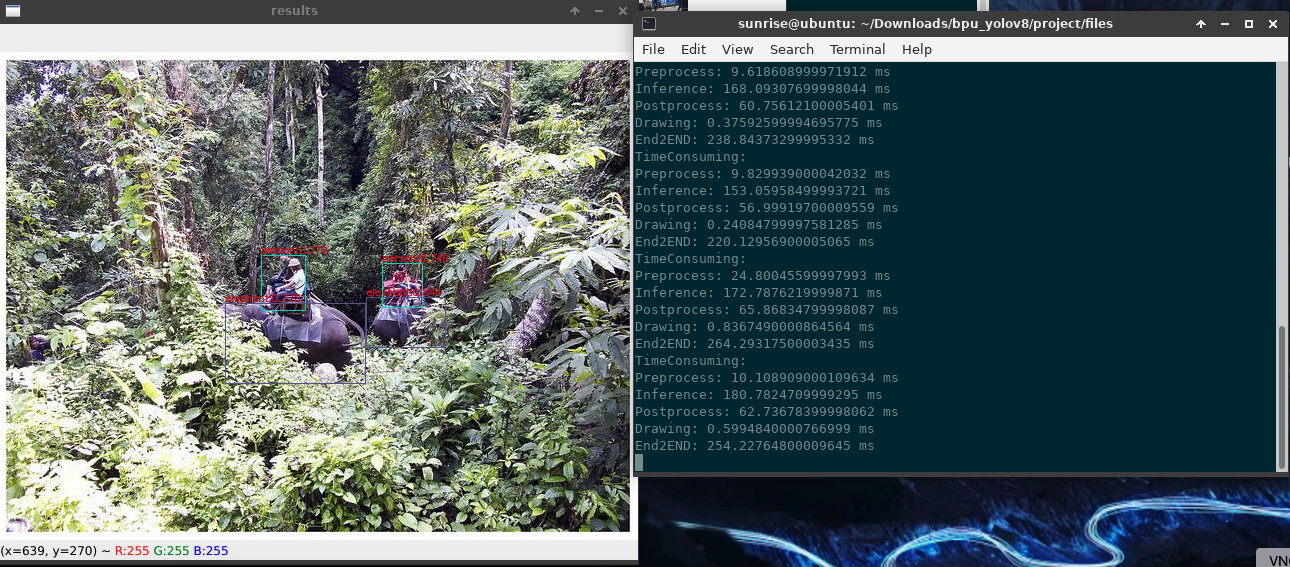 results
(x=639, y=270) ~ R:255 G:255 B:255
sunrise@ubuntu: ~/Downloads/bpu_yolov8/project/files
File Edit View Search Terminal Help
Preprocess: 9.618608999971912 ms
Inference: 168.09307699998044 ms
Postprocess: 60.75612100005401 ms
Drawing: 0.37592599994695775 ms
End2END: 238.84373299995332 ms
TimeConsuming:
Preprocess: 9.829939000042032 ms
Inference: 153.05958499993721 ms
Postprocess: 56.99919700009559 ms
Drawing: 0.24084799997581285 ms
End2END: 220.12956900005065 ms
TimeConsuming:
Preprocess: 24.80045599997993 ms
Inference: 172.7876219999871 ms
Postprocess: 65.86834799998087 ms
Drawing: 0.8367490000864564 ms
End2END: 264.29317500003435 ms
TimeConsuming:
Preprocess: 10.108909000109634 ms
Inference: 180.7824709999295 ms
Postprocess: 62.73678399998062 ms
Drawing: 0.5994840000766999 ms
End2END: 254.22764800009645 ms